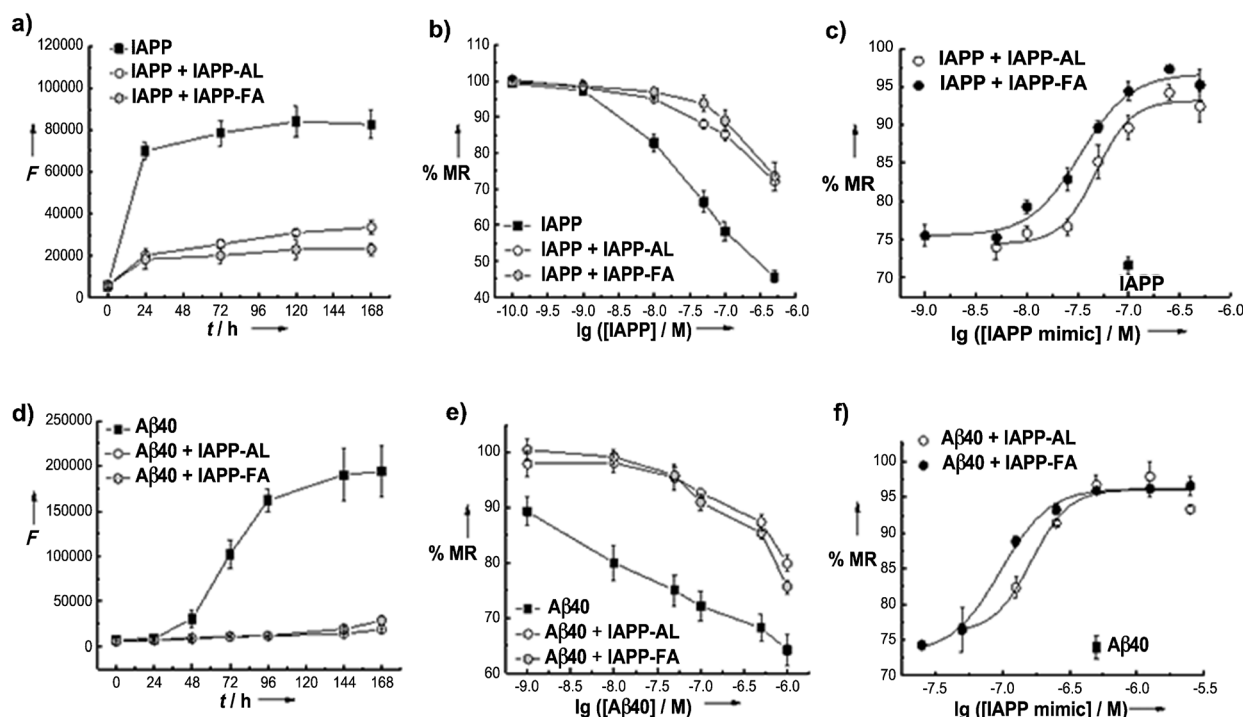 a)
IAPP
IAPP + IAPP-AL
IAPP + IAPP-FA
120000
100000
80000
60000
40000
20000
0
F
0 24 48 72 96 120 144 168
t / h
b)
110
100
90
80
70
60
50
40
% MR
IAPP
IAPP + IAPP-AL
IAPP + IAPP-FA
-10.0 -9.5 -9.0 -8.5 -8.0 -7.5 -7.0 -6.5 -6.0
lg ([IAPP] / M)
c)
100
95
90
85
80
75
70
% MR
IAPP + IAPP-AL
IAPP + IAPP-FA
IAPP
-9.0 -8.5 -8.0 -7.5 -7.0 -6.5 -6.0
lg ([IAPP mimic] / M)
d)
Aβ40
Aβ40 + IAPP-AL
Aβ40 + IAPP-FA
250000
200000
150000
100000
50000
0
F
0 24 48 72 96 120 144 168
t / h
e)
100
90
80
70
60
% MR
Aβ40
Aβ40 + IAPP-AL
Aβ40 + IAPP-FA
-9.0 -8.5 -8.0 -7.5 -7.0 -6.5 -6.0
lg ([Aβ40] / M)
f)
Aβ40 + IAPP-AL
Aβ40 + IAPP-FA
100
95
90
85
80
75
70
% MR
Aβ40
-7.5 -7.0 -6.5 -6.0 -5.5
lg ([IAPP mimic] / M)